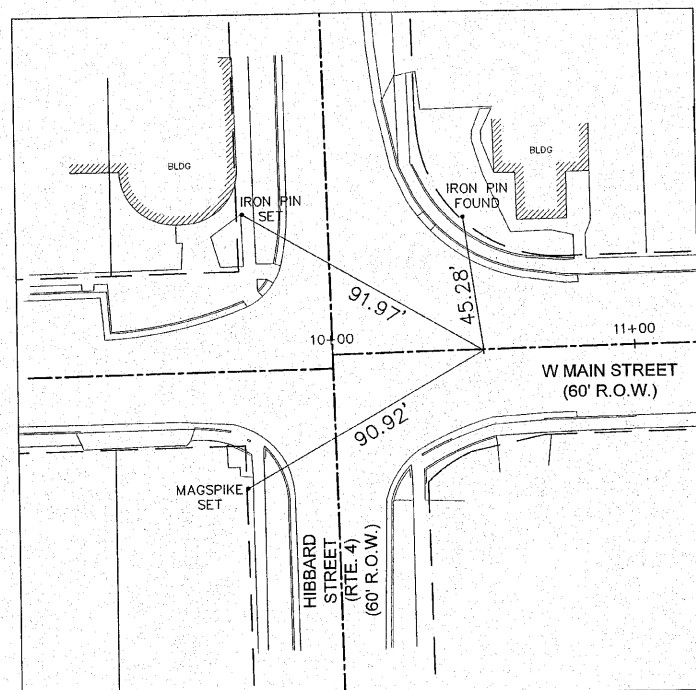 BLDG
BLDG
IRON PIN
SET
IRON PIN
FOUND
91.97'
45.28'
10+00
11+00
W MAIN STREET
(60' R.O.W.)
90.92'
MAGSPIKE
SET
HIBBARD
STREET
(RTE. 4)
(60' R.O.W.)